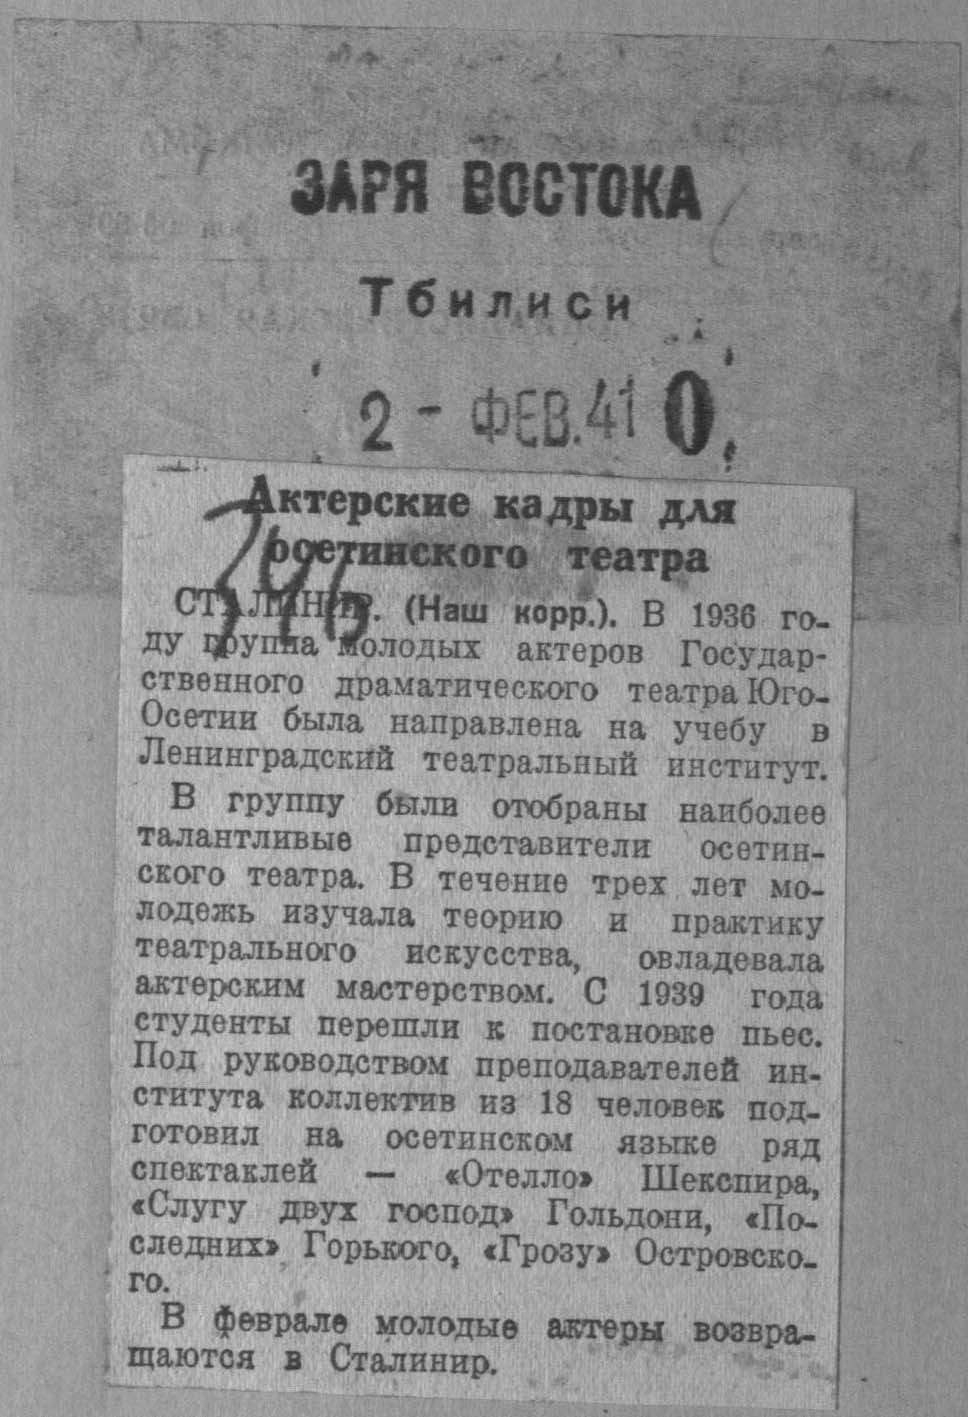 ЗАРЯ ВОСТОКА
Тбилиси
2 - ФЕВ. 41 0
Актерские кадры для
осетинского театра
346
СТАЛИНИР. (Наш корр.). В 1936 го-
ду группа молодых актеров Государ-
ственного драматического театра Юго-
Осетии была направлена на учебу в
Ленинградский театральный институт.
В группу были отобраны наиболее
талантливые представители осетин-
ского театра. В течение трех лет мо-
лодежь изучала теорию и практику
театрального искусства, овладевала
актерским мастерством. С 1939 года
студенты перешли к постановке пьес.
Под руководством преподавателей ин-
ститута коллектив из 18 человек под-
готовил на осетинском языке ряд
спектаклей — «Отелло» Шекспира,
«Слугу двух господ» Гольдони, «По-
следних» Горького, «Грозу» Островско-
го.
В феврале молодые актеры возвра-
щаются в Сталинир.